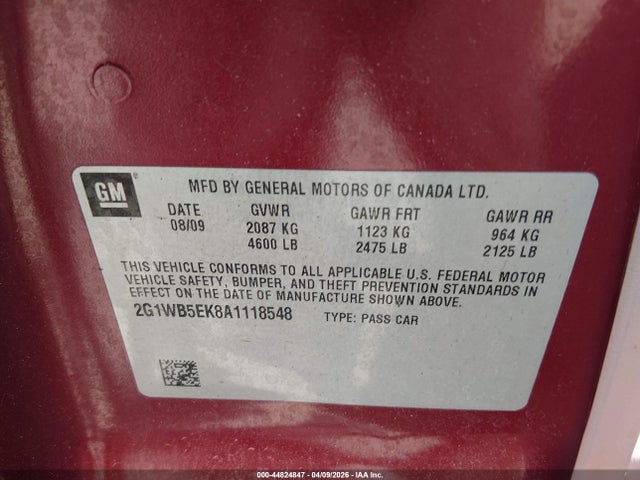 GM
MFD BY GENERAL MOTORS OF CANADA LTD.
DATE GVWR GAWR FRT GAWR RR
08/09 2087 KG 1123 KG 964 KG
4600 LB 2475 LB 2125 LB
THIS VEHICLE CONFORMS TO ALL APPLICABLE U.S. FEDERAL MOTOR
VEHICLE SAFETY, BUMPER, AND THEFT PREVENTION STANDARDS IN
EFFECT ON THE DATE OF MANUFACTURE SHOWN ABOVE.
2G1WB5EK8A1118548 TYPE: PASS CAR
000-44824847 04/09/2026 - IAA Inc.